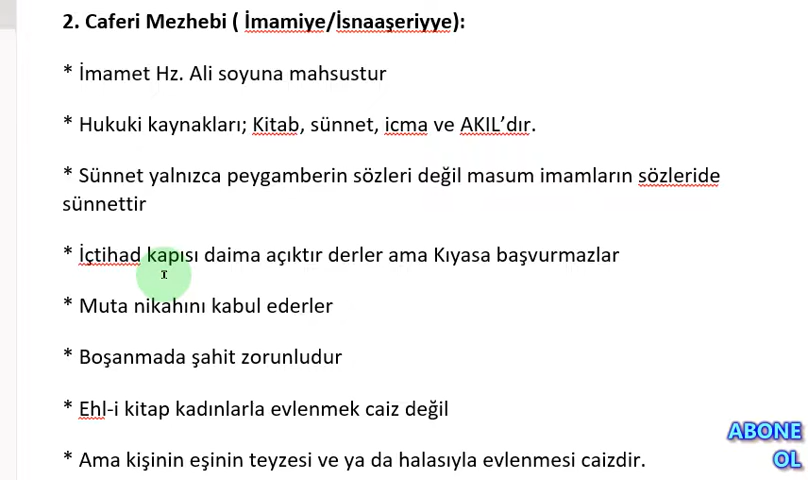 2. Caferi Mezhebi ( İmamiye/İsnaaşeriyye):
* İmamet Hz. Ali soyuna mahsustur
* Hukuki kaynakları; Kitab, sünnet, icma ve AKIL’dır.
* Sünnet yalnızca peygamberin sözleri değil masum imamların sözleride
sünnettir
* İçtihad kapısı daima açıktır derler ama Kıyasa başvurmazlar
* Muta nikahını kabul ederler
* Boşanmada şahit zorunludur
* Ehl-i kitap kadınlarla evlenmek caiz değil
* Ama kişinin eşinin teyzesi ve ya da halasıyla evlenmesi caizdir.
ABONE
OL